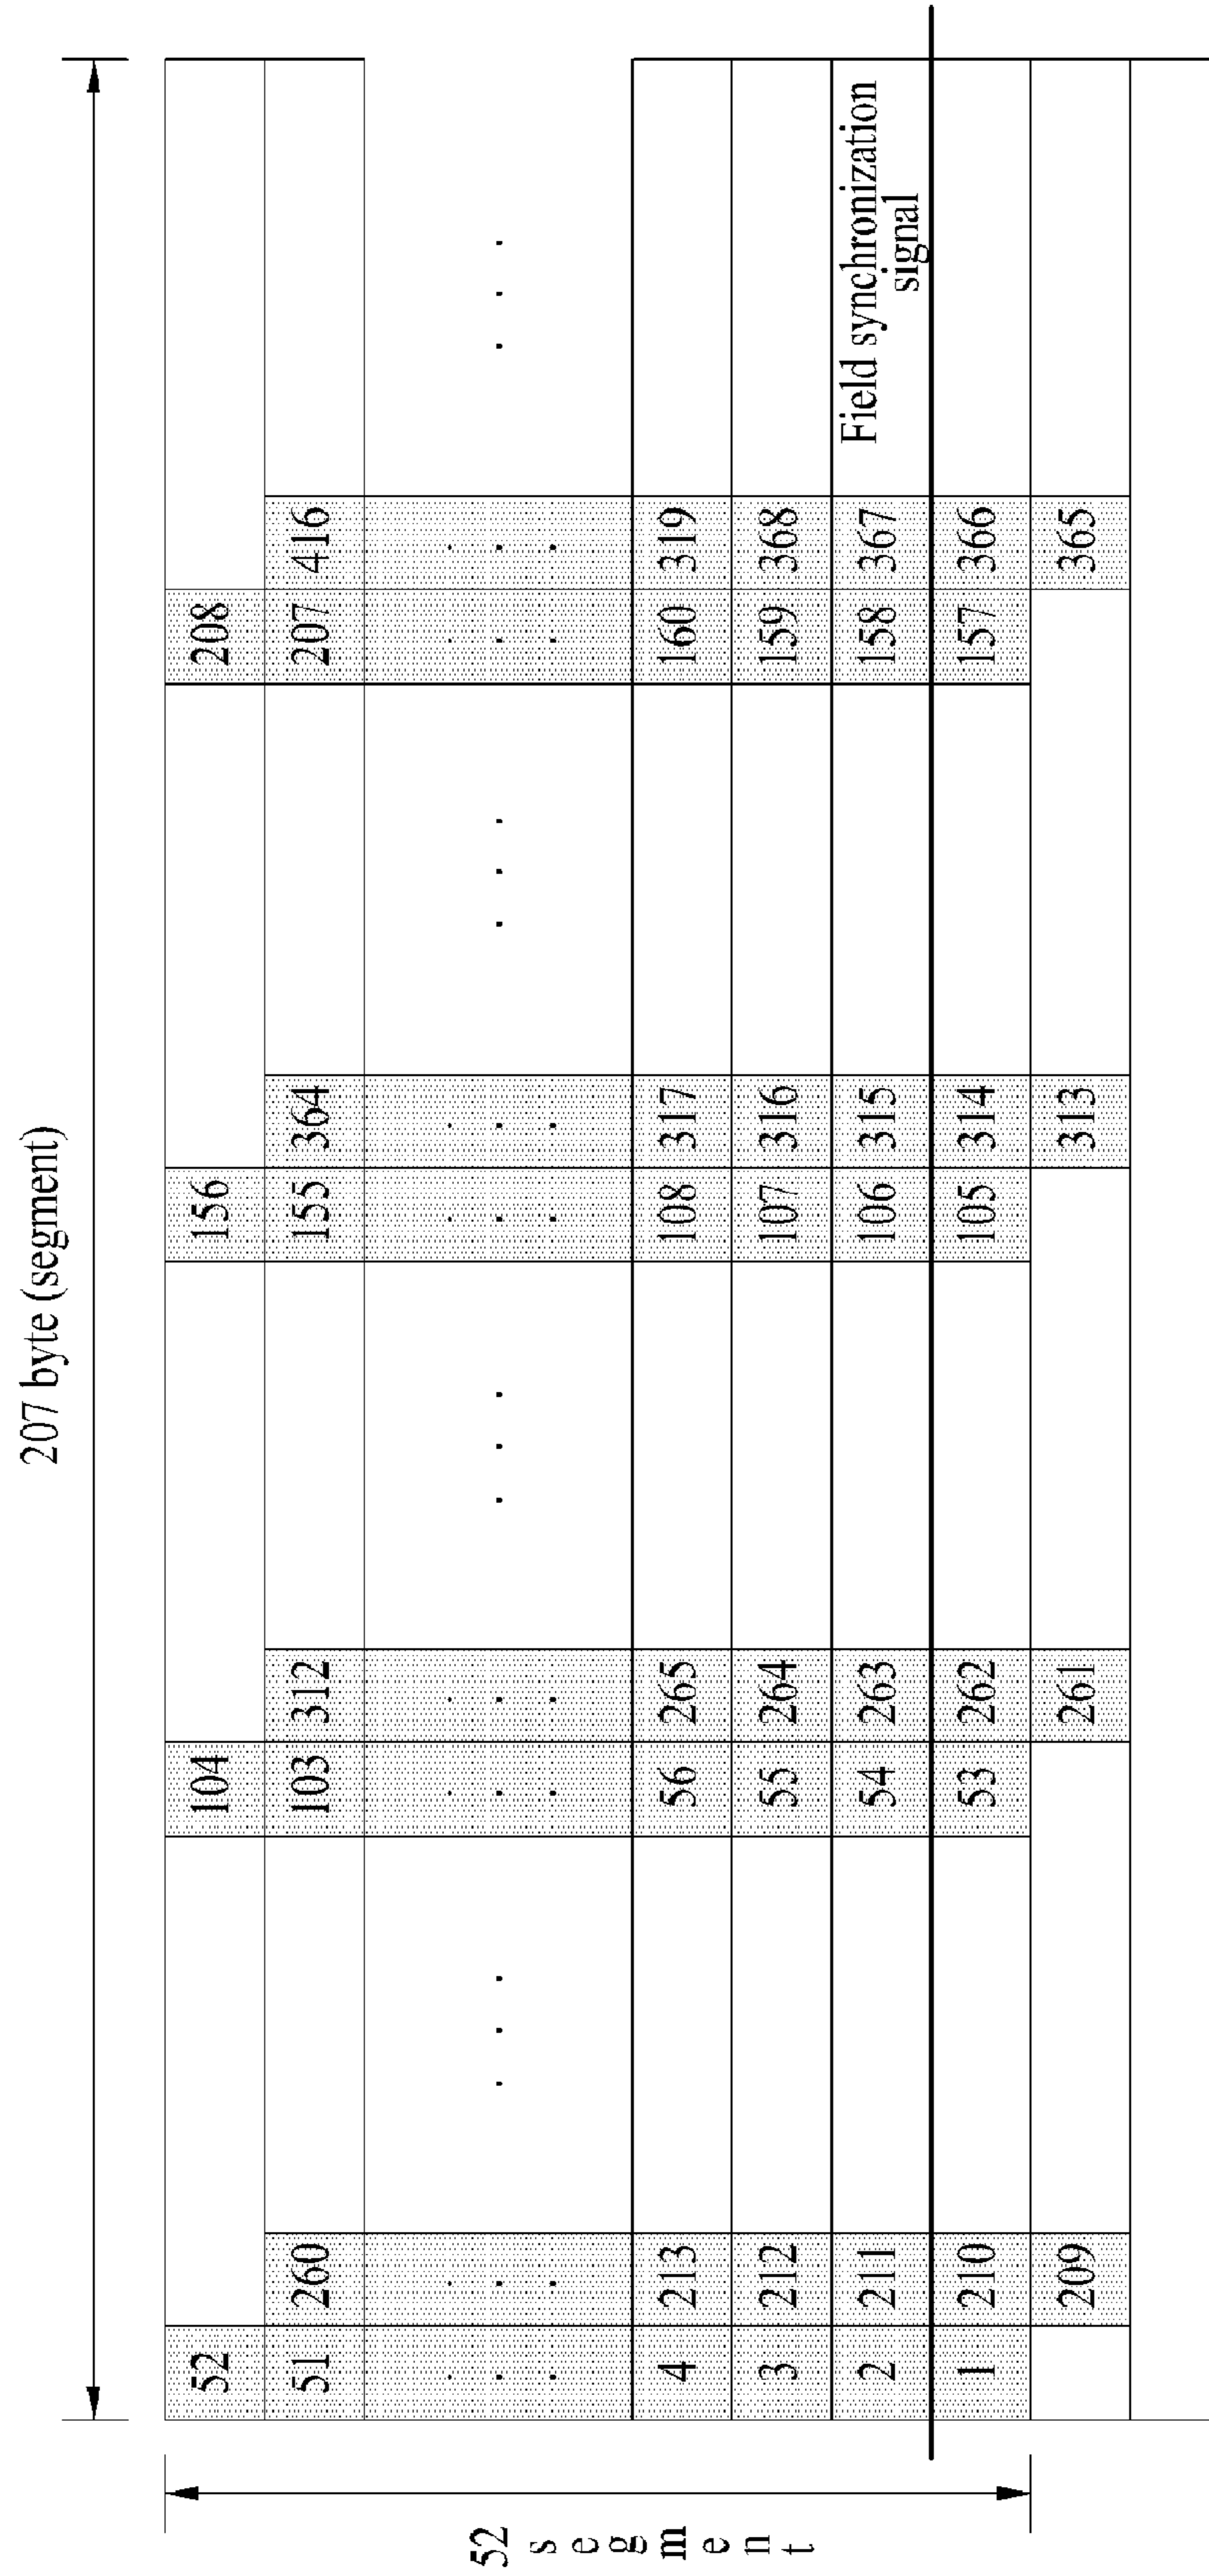 207 byte (segment)
52 104 156 208
51 260 103 312 155 364 207 416
52
s
e
g
m
e
n
t
4 213 56 265 108 317 160 319
3 212 55 264 107 316 159 368
2 211 54 263 106 315 158 367 Field synchronization
signal
1 210 53 262 105 314 157 366
209 261 313 365